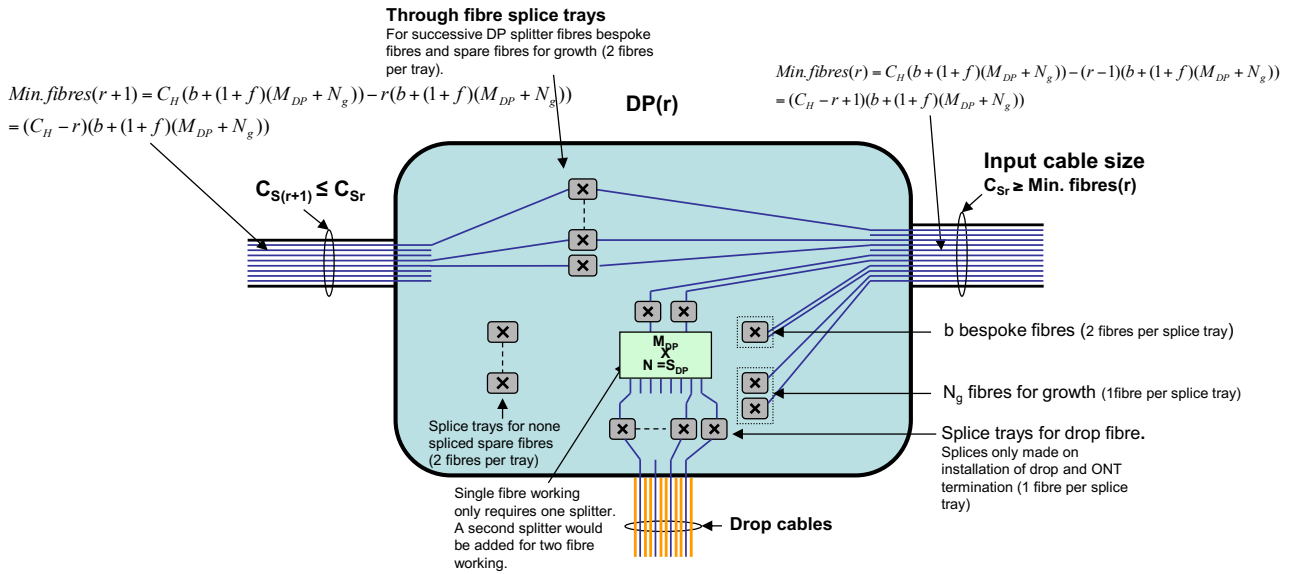 Through fibre splice trays
For successive DP splitter fibres bespoke
fibres and spare fibres for growth (2 fibres
per tray).
Min.fibres(r+1) = C_H(b+(1+f)(M_DP+N_g))−r(b+(1+f)(M_DP+N_g))
=(C_H−r)(b+(1+f)(M_DP+N_g))
Min.fibres(r) = C_H(b+(1+f)(M_DP+N_g))−(r−1)(b+(1+f)(M_DP+N_g))
=(C_H−r+1)(b+(1+f)(M_DP+N_g))
DP(r)
C_S(r+1) ≤ C_Sr
Input cable size
C_Sr ≥ Min. fibres(r)
M_DP
X
N =S_DP
b bespoke fibres (2 fibres per splice tray)
N_g fibres for growth (1fibre per splice tray)
Splice trays for none
spliced spare fibres
(2 fibres per tray)
Splice trays for drop fibre.
Splices only made on
installation of drop and ONT
termination (1 fibre per splice
tray)
Single fibre working
only requires one splitter.
A second splitter would
be added for two fibre
working.
Drop cables